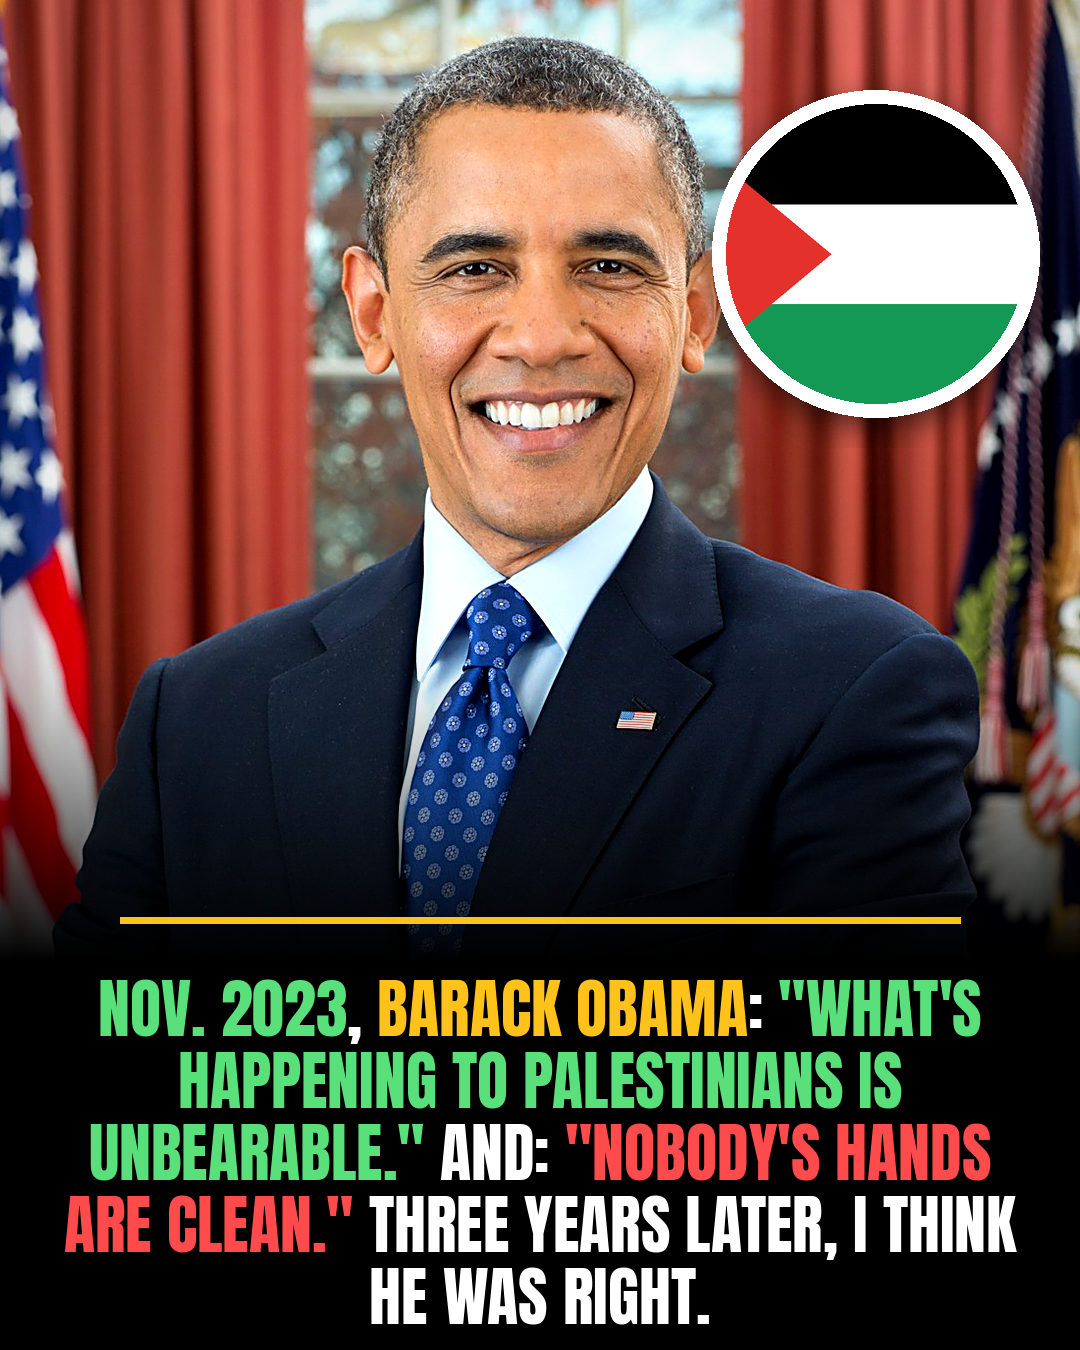 NOV. 2023, BARACK OBAMA: "WHAT'S
HAPPENING TO PALESTINIANS IS
UNBEARABLE." AND: "NOBODY'S HANDS
ARE CLEAN." THREE YEARS LATER, I THINK
HE WAS RIGHT.